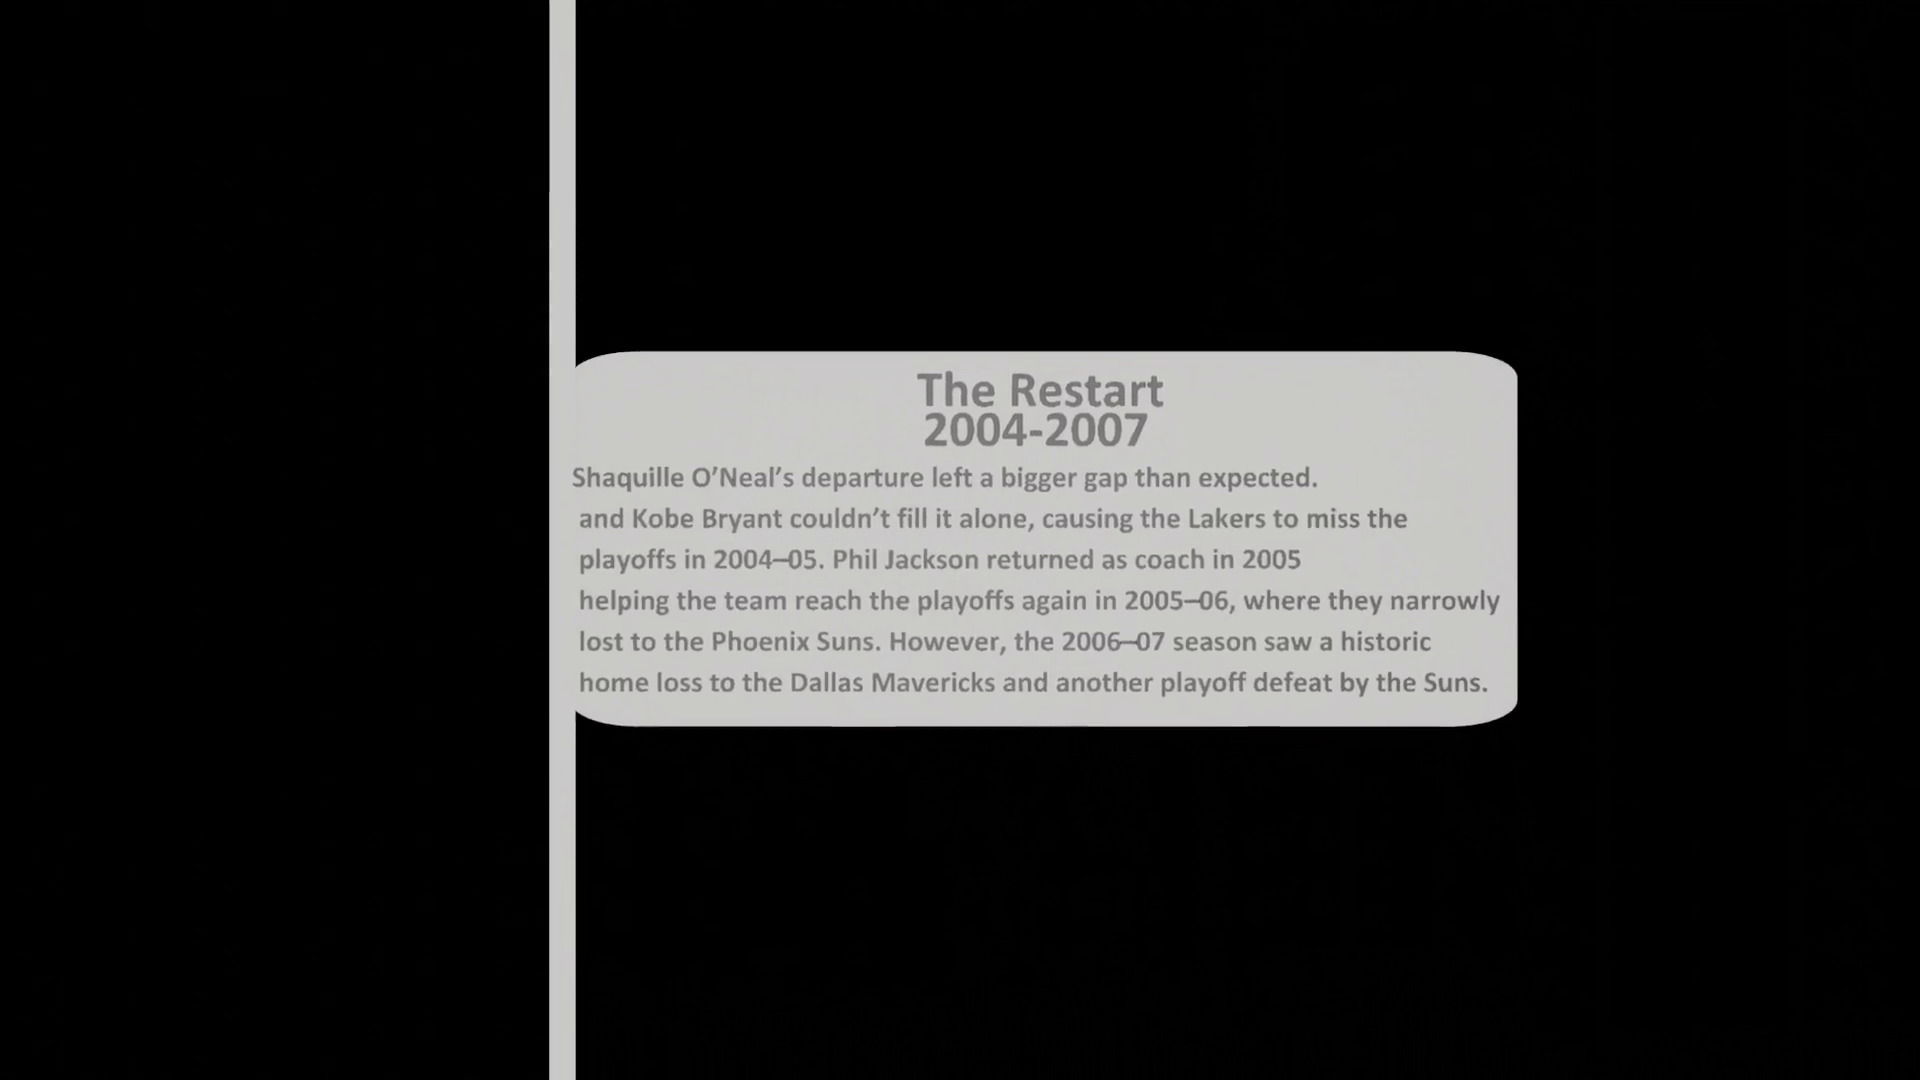 The Restart
2004-2007
Shaquille O’Neal’s departure left a bigger gap than expected.
and Kobe Bryant couldn’t fill it alone, causing the Lakers to miss the
playoffs in 2004–05. Phil Jackson returned as coach in 2005
helping the team reach the playoffs again in 2005–06, where they narrowly
lost to the Phoenix Suns. However, the 2006–07 season saw a historic
home loss to the Dallas Mavericks and another playoff defeat by the Suns.